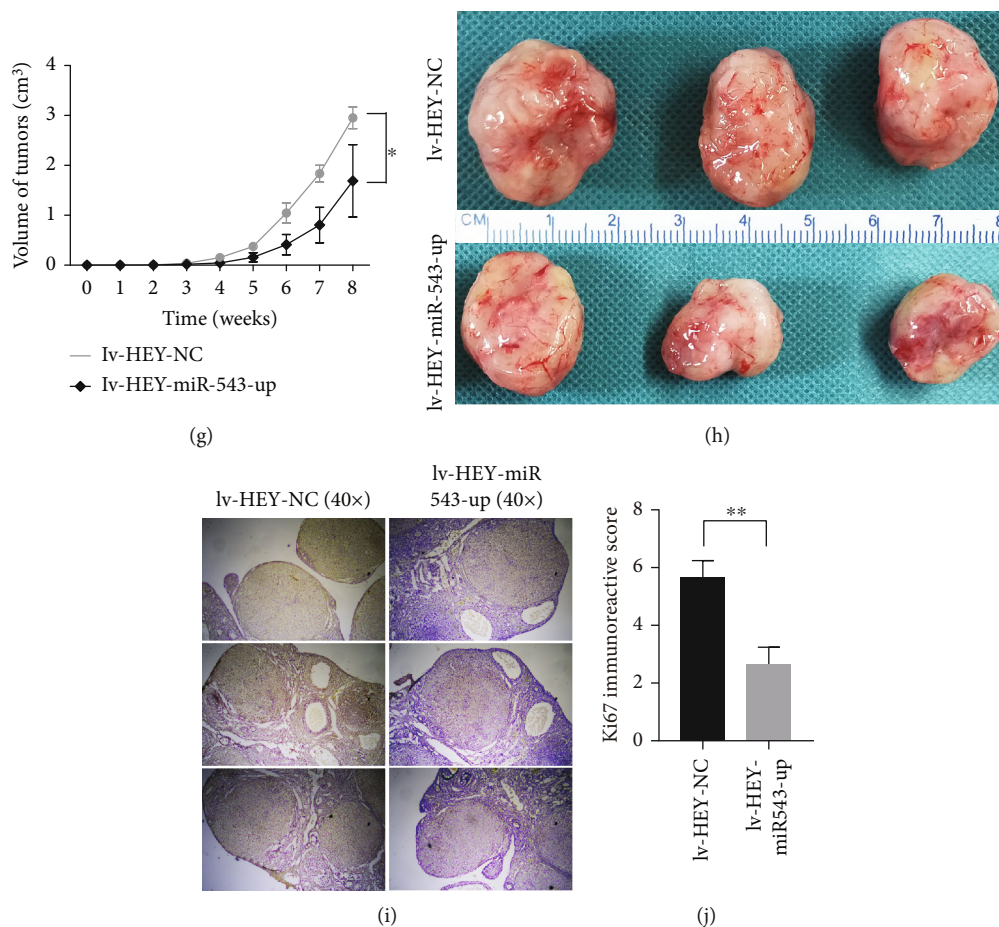 Volume of tumors (cm³)
4
3
2
1
0
*
0 1 2 3 4 5 6 7 8
Time (weeks)
lv-HEY-NC
lv-HEY-miR-543-up
(g)
lv-HEY-NC
CM 1 2 3 4 5 6 7 8
lv-HEY-miR-543-up
(h)
lv-HEY-NC (40×)
lv-HEY-miR
543-up (40×)
(i)
Ki67 immunoreactive score
8
6
4
2
0
**
lv-HEY-NC
lv-HEY-
miR543-up
(j)